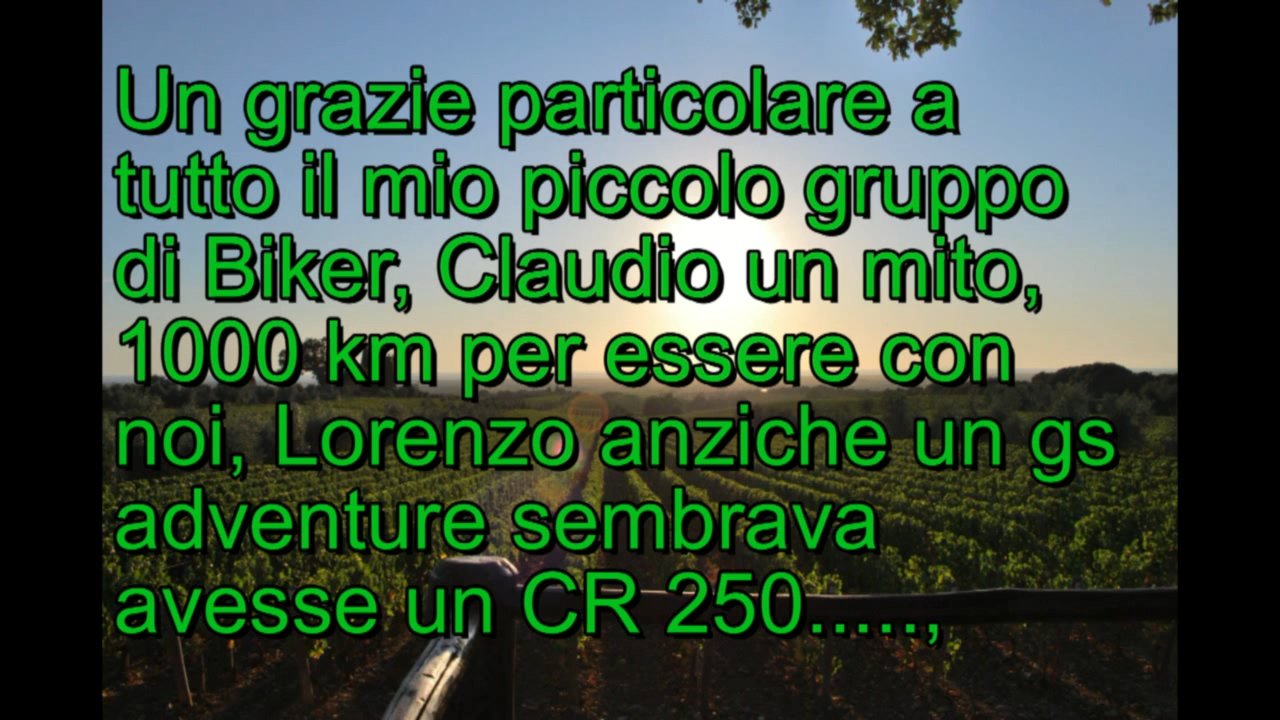 Un grazie particolare a
tutto il mio piccolo gruppo
di Biker, Claudio un mito,
1000 km per essere con
noi, Lorenzo anziche un gs
adventure sembrava
avesse un CR 250.....,